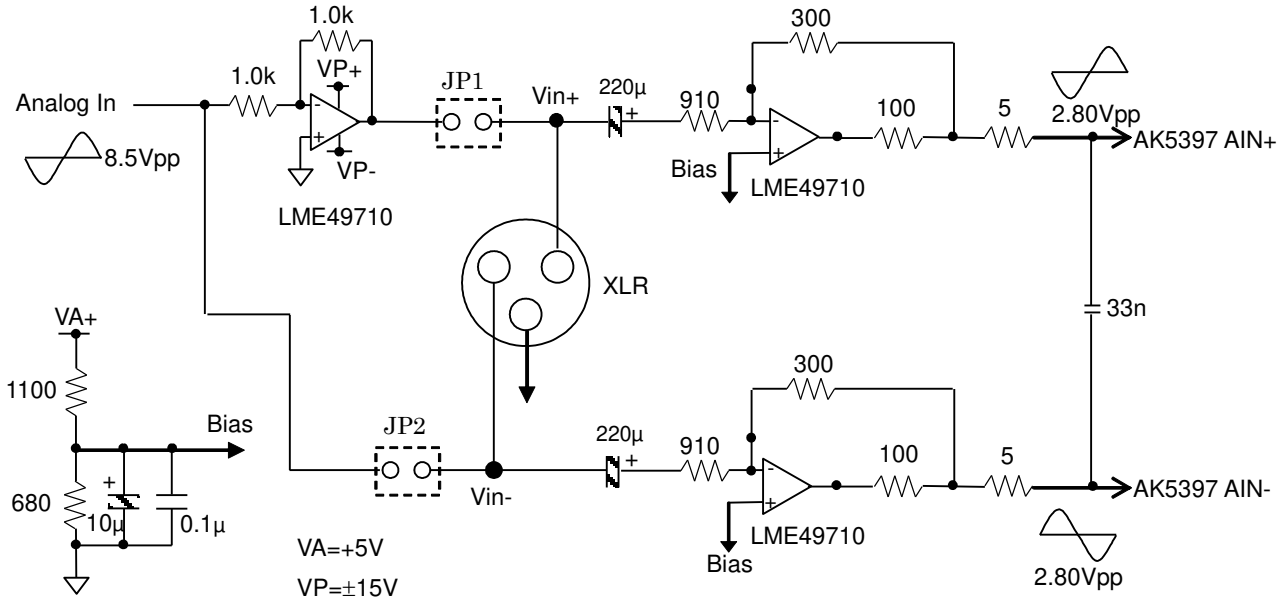 1.0k
300
1.0k
VP+
JP1
Vin+
220µ
+
910
100
5
2.80Vpp
Analog In
-
+
-
+
AK5397 AIN+
8.5Vpp
VP-
Bias
LME49710
LME49710
XLR
VA+
33n
1100
300
Bias
JP2
220µ
+
910
100
5
680
+
10µ
0.1µ
Vin-
-
+
AK5397 AIN-
LME49710
Bias
VA=+5V
2.80Vpp
VP=±15V